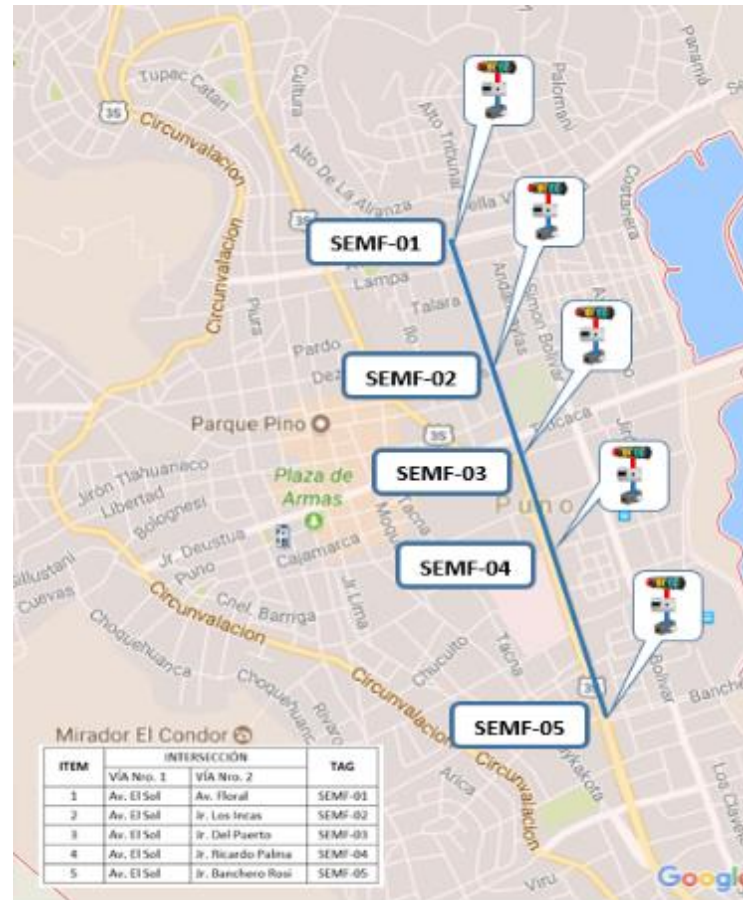 Tupac Catari
Cultura
Palomani
Panamá
35
Circunvalacion
Alto Tribunal
Costanera
Alto De La Alianza
35
SEMF-01
Lampa
Circunvalacion
Piura
Talara
Simon Bolivar
Pardo
SEMF-02
Parque Pino
35
Titicaca
Jirón Tlahuanaco
Plaza de
Armas
SEMF-03
Libertad
Bolognesi
Puno
Tacna
Jr. Deustua
Cajamarca
SEMF-04
Puno
Cuevas
Cnel. Barriga
Jr Lima
Circunvalacion
Choquehuanca
Chucuito
Tacna
35
Bolivar
Choquehuanc
Circunvalacion
SEMF-05
Mirador El Condor
Circunvalacion
Arica
Viru
ITEM
INTERSECCIÓN
TAG
VÍA Nro. 1
VÍA Nro. 2
1 Av. El Sol Av. Floral SEMF-01
2 Av. El Sol Jr. Los Incas SEMF-02
3 Av. El Sol Jr. Del Puerto SEMF-03
4 Av. El Sol Jr. Ricardo Palma SEMF-04
5 Av. El Sol Jr. Banchero Rosi SEMF-05
Google